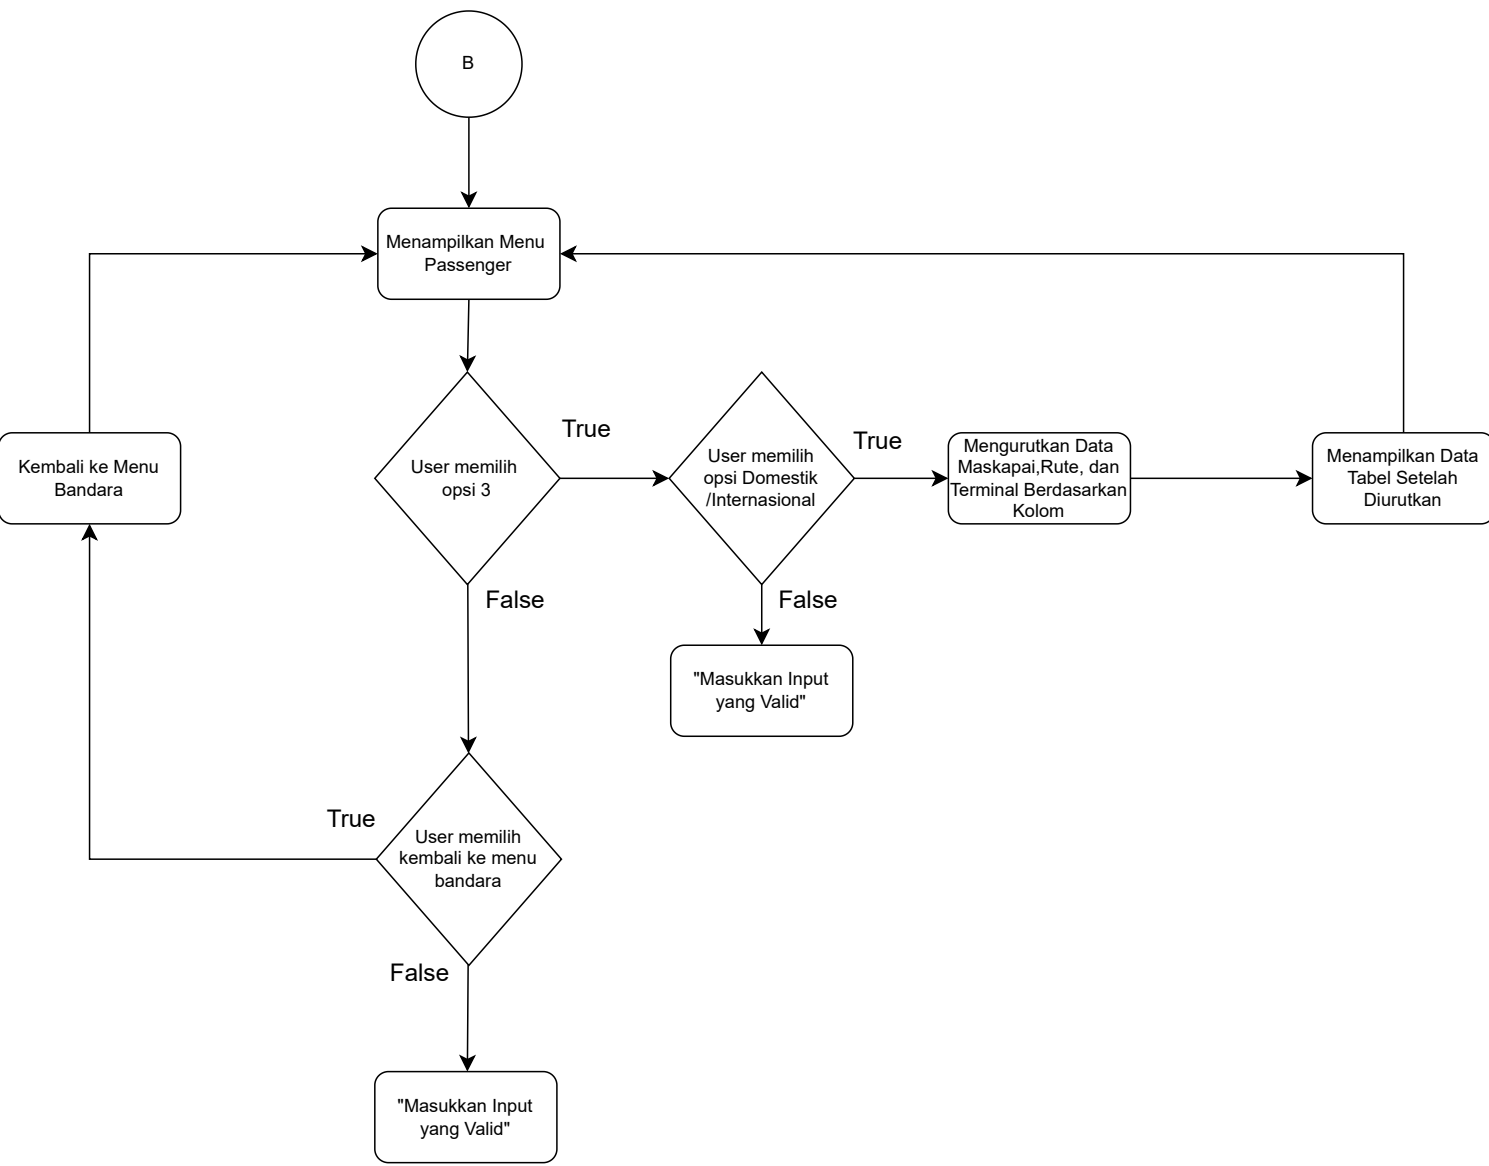 B
Menampilkan Menu
Passenger
Kembali ke Menu
Bandara
User memilih
opsi 3
True
User memilih
opsi Domestik
/Internasional
True
Mengurutkan Data
Maskapai,Rute, dan
Terminal Berdasarkan
Kolom
Menampilkan Data
Tabel Setelah
Diurutkan
False
False
"Masukkan Input
yang Valid"
True
User memilih
kembali ke menu
bandara
False
"Masukkan Input
yang Valid"